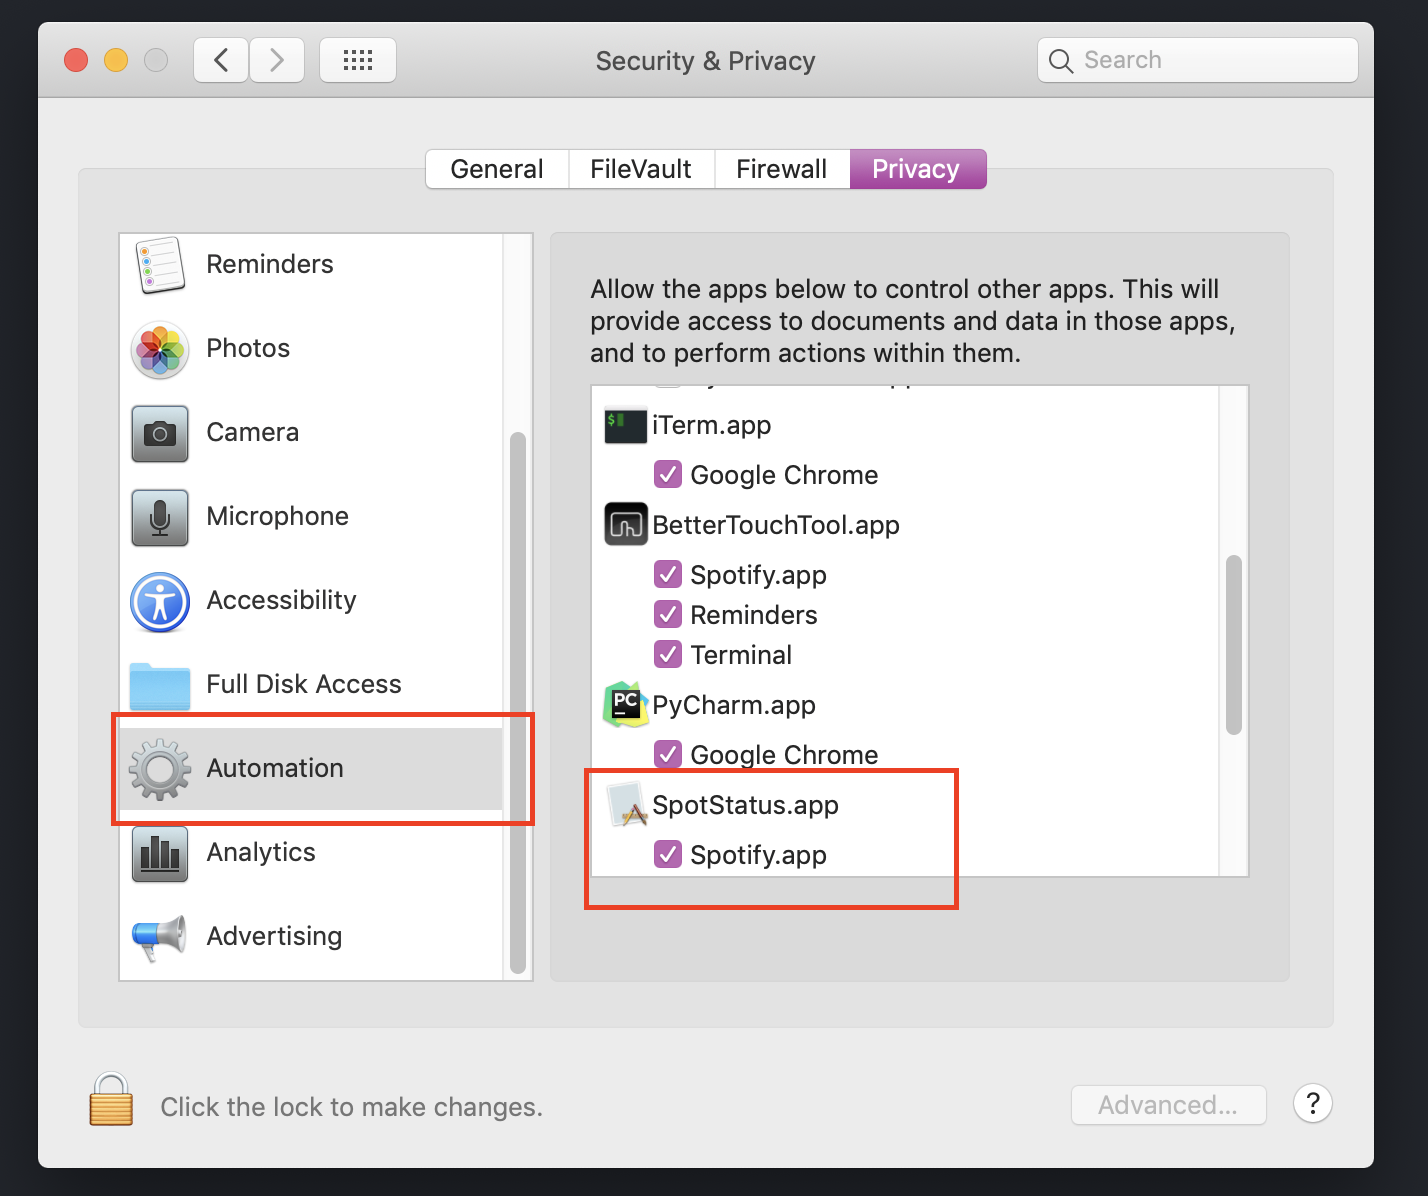 Security & Privacy
Search
General
FileVault
Firewall
Privacy
Reminders
Photos
Camera
Microphone
Accessibility
Full Disk Access
Automation
Analytics
Advertising
Allow the apps below to control other apps. This will
provide access to documents and data in those apps,
and to perform actions within them.
$
iTerm.app
Google Chrome
BetterTouchTool.app
Spotify.app
Reminders
Terminal
PC
PyCharm.app
Google Chrome
SpotStatus.app
Spotify.app
Click the lock to make changes.
Advanced...
?